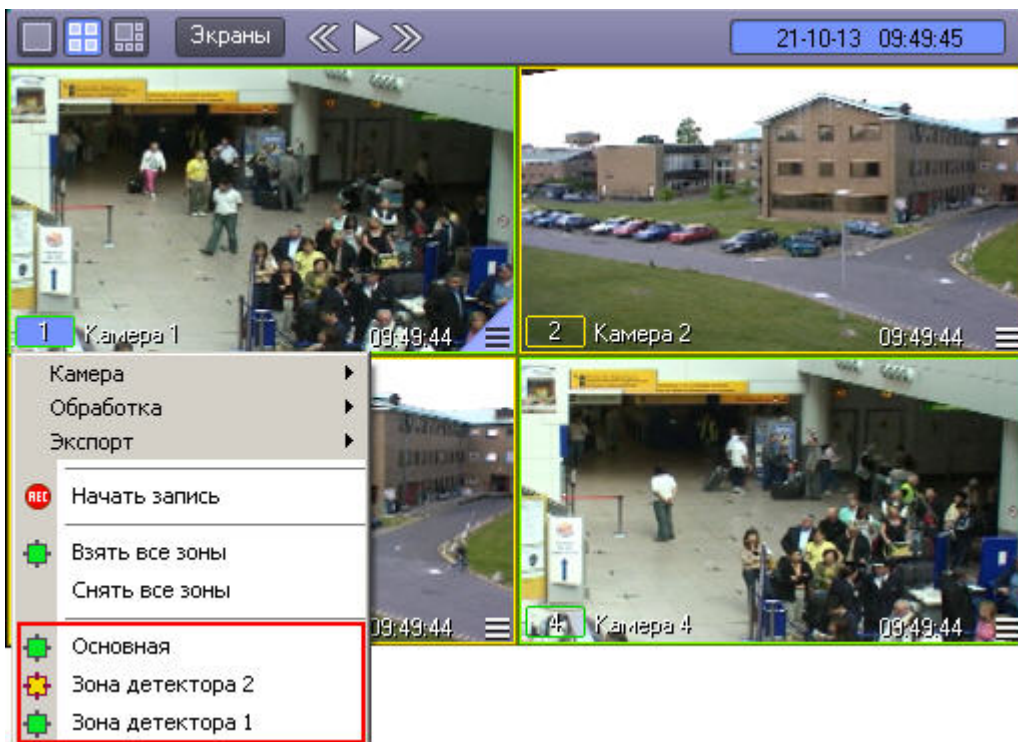 Экраны
21-10-13 09:49:45
1 Камера 1 09:49:44
2 Камера 2 09:49:44
Камера
Обработка
Экспорт
REC Начать запись
Взять все зоны
Снять все зоны
09:49:44
4 Камера 4 09:49:44
Основная
Зона детектора 2
Зона детектора 1